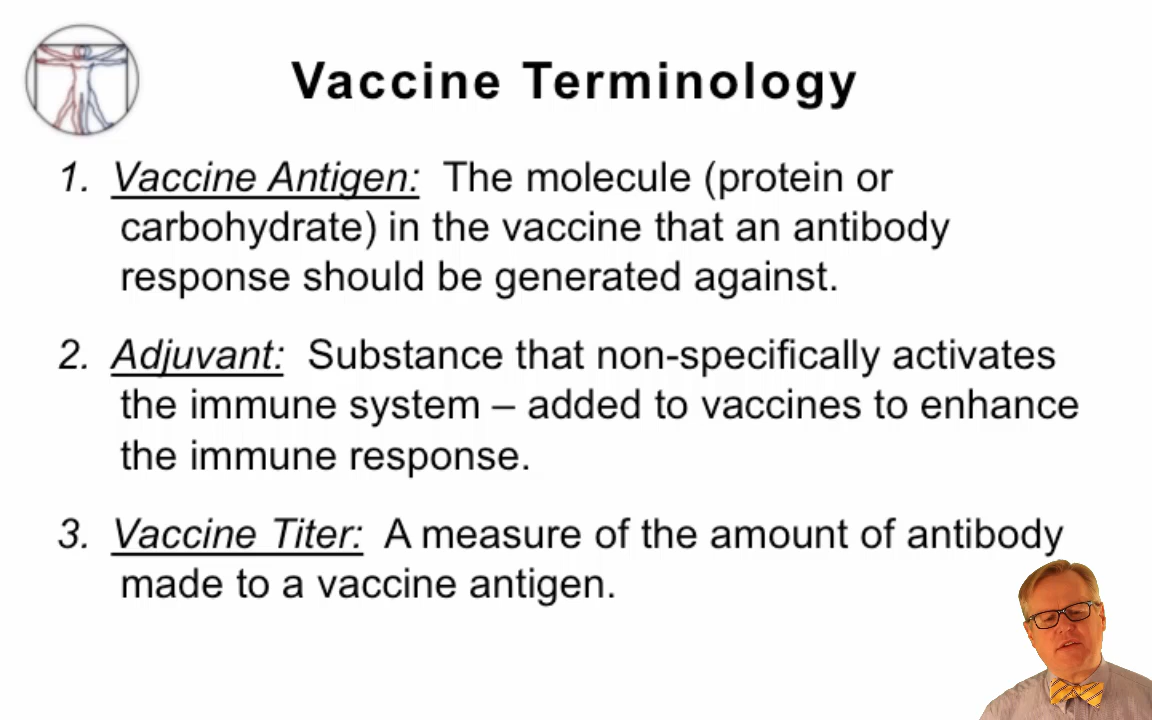 Vaccine Terminology
1. Vaccine Antigen: The molecule (protein or
carbohydrate) in the vaccine that an antibody
response should be generated against.
2. Adjuvant: Substance that non-specifically activates
the immune system – added to vaccines to enhance
the immune response.
3. Vaccine Titer: A measure of the amount of antibody
made to a vaccine antigen.